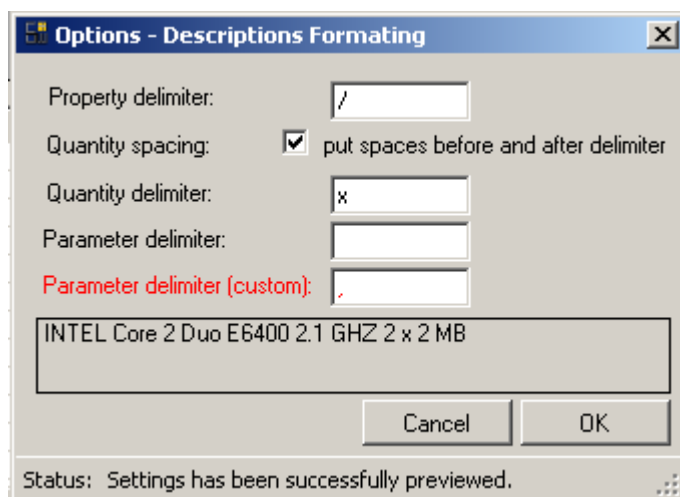 Options - Descriptions Formating
Property delimiter: /
Quantity spacing: put spaces before and after delimiter
Quantity delimiter: x
Parameter delimiter:
Parameter delimiter (custom): ,
INTEL Core 2 Duo E6400 2.1 GHZ 2 x 2 MB
Cancel OK
Status: Settings has been successfully previewed.